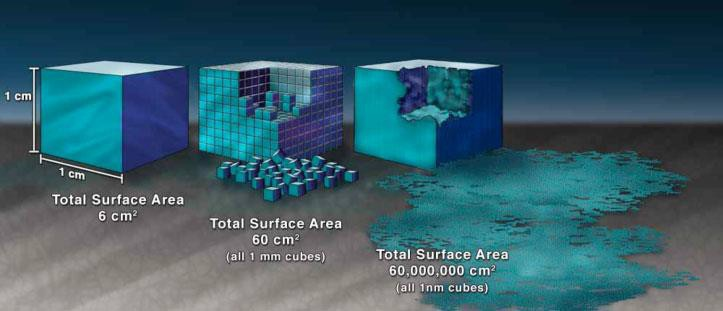 1 cm
1 cm
Total Surface Area
6 cm²
Total Surface Area
60 cm²
(all 1 mm cubes)
Total Surface Area
60,000,000 cm²
(all 1nm cubes)